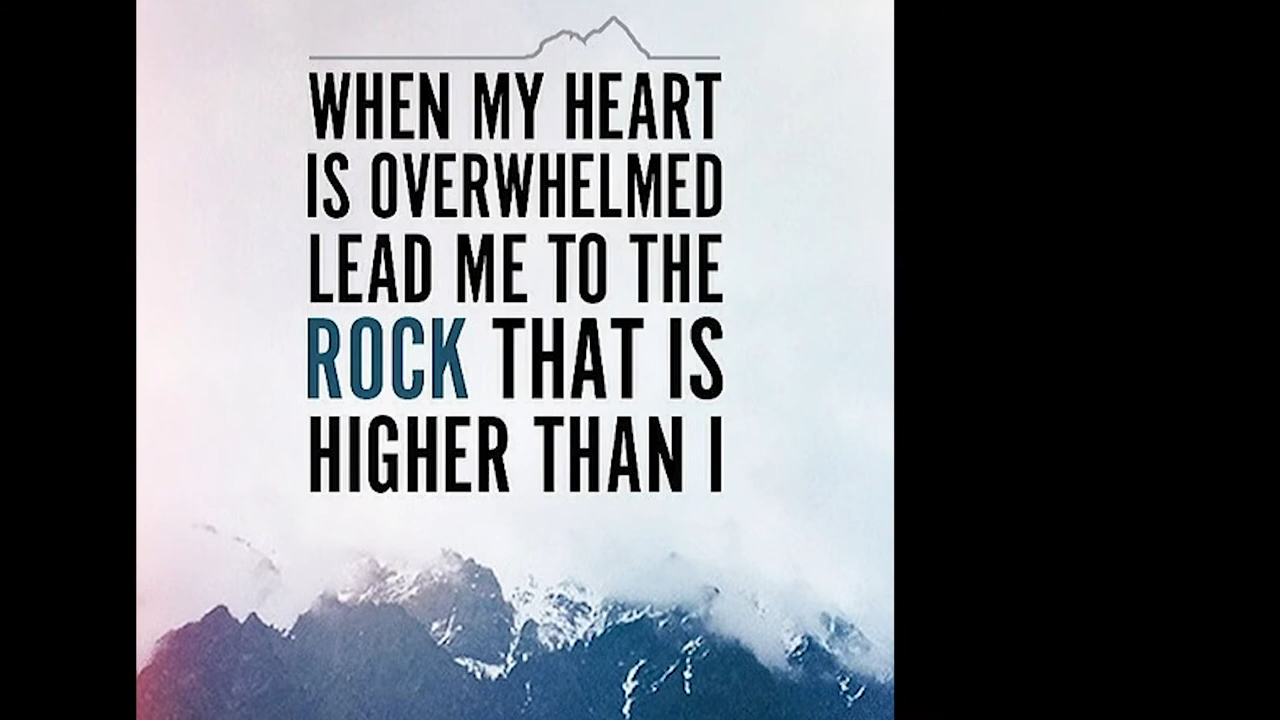 WHEN MY HEART
IS OVERWHELMED
LEAD ME TO THE
ROCK THAT IS
HIGHER THAN I